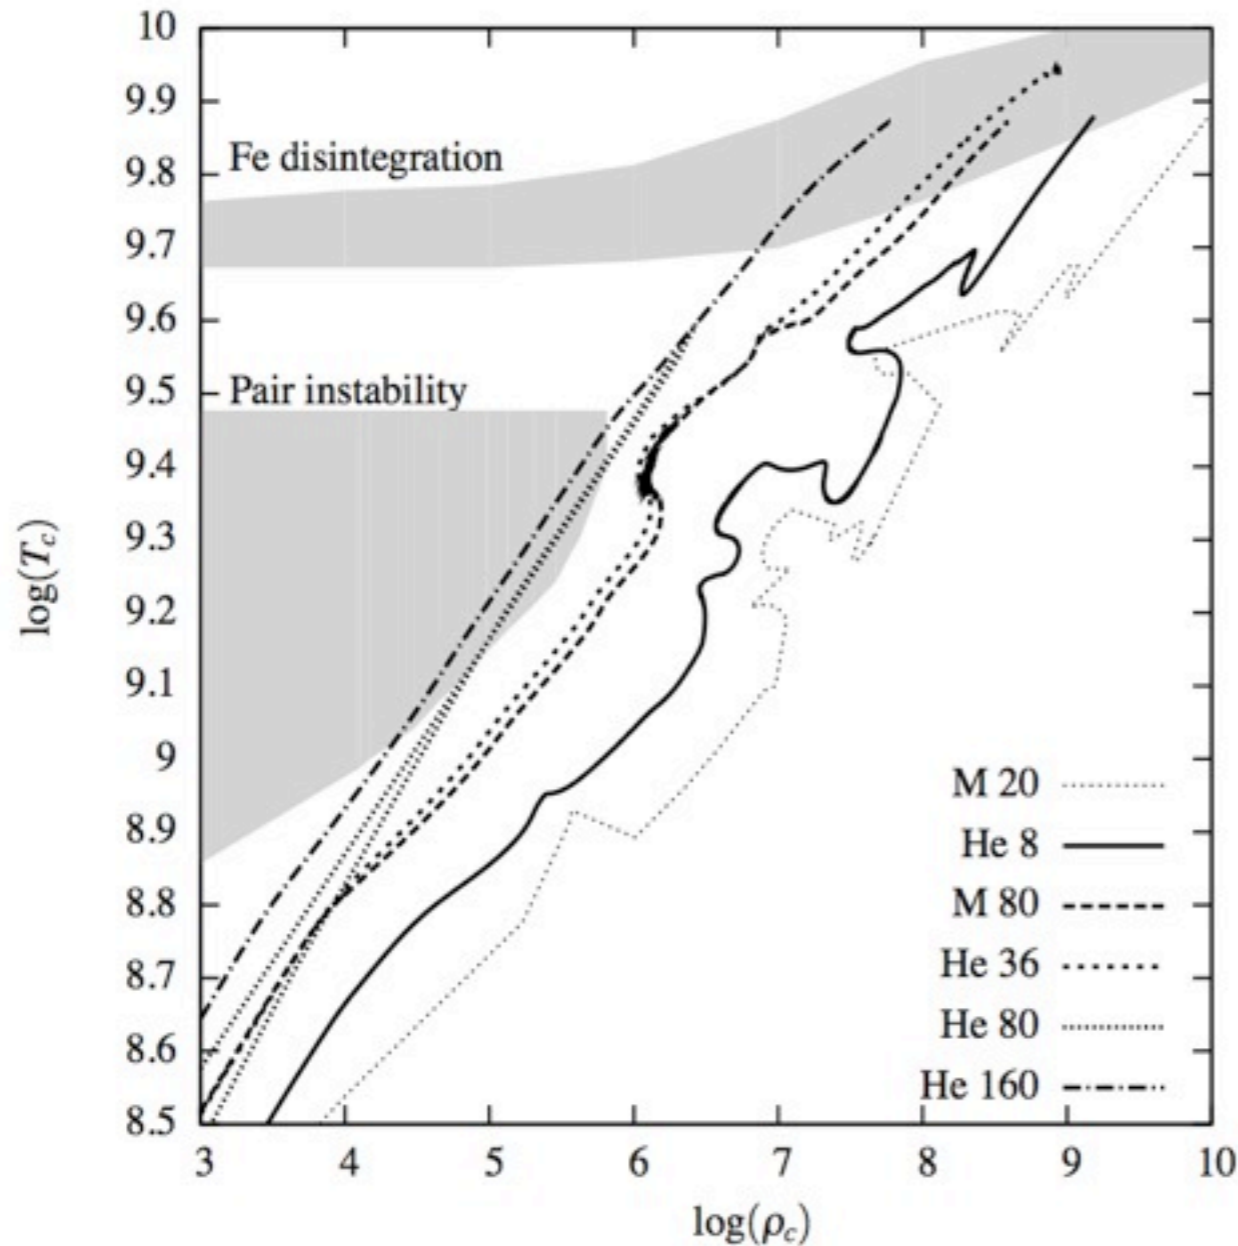 10
9.9
9.8
9.7
9.6
9.5
9.4
9.3
9.2
9.1
9
8.9
8.8
8.7
8.6
8.5
log(T_c)
Fe disintegration
Pair instability
M 20
He 8
M 80
He 36
He 80
He 160
3 4 5 6 7 8 9 10
log(ρ_c)